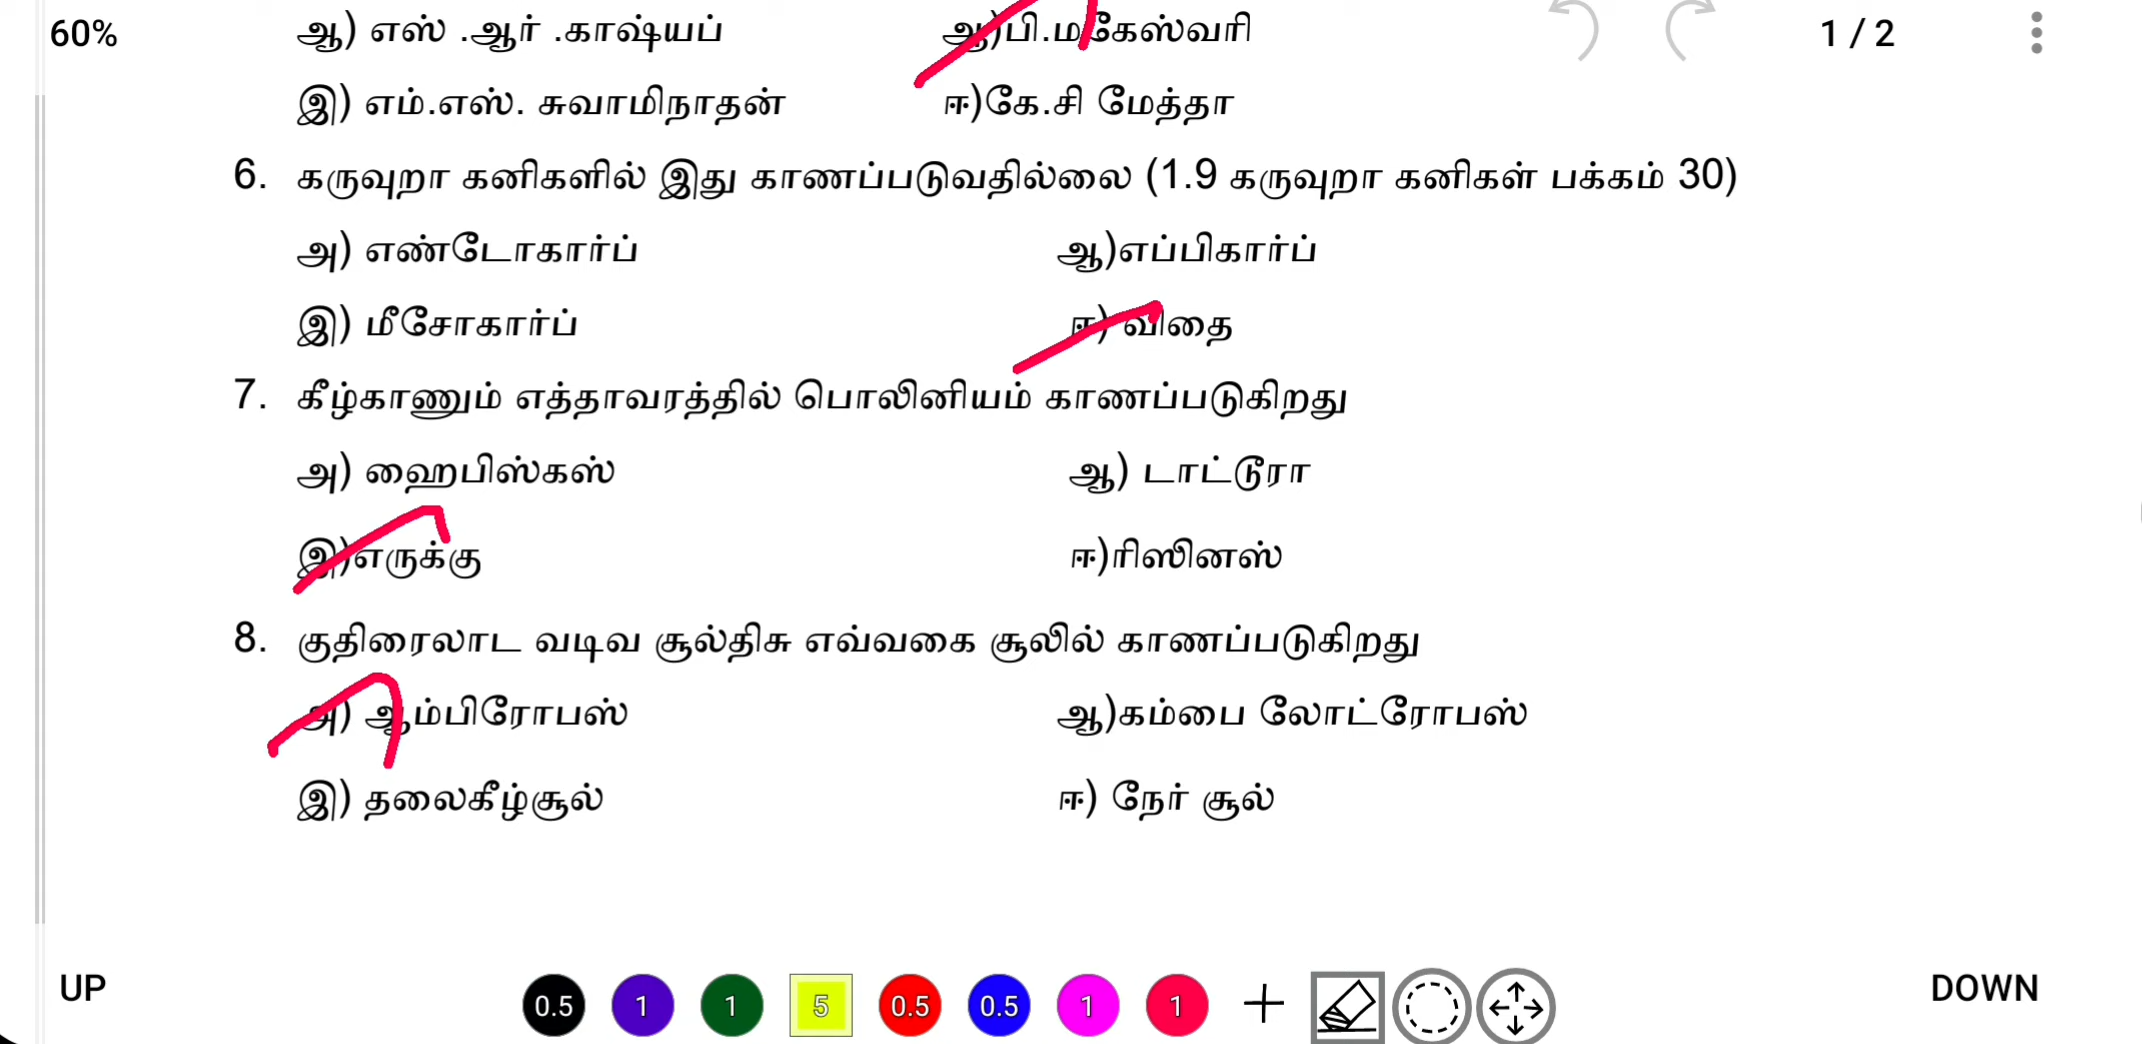 60%
ஆ) எஸ் .ஆர் .காஷ்யப் ஆ)பி.மகேஸ்வரி
1 / 2
இ) எம்.எஸ். சுவாமிநாதன் ஈ)கே.சி மேத்தா
6. கருவுறா கனிகளில் இது காணப்படுவதில்லை (1.9 கருவுறா கனிகள் பக்கம் 30)
அ) எண்டோகார்ப் ஆ)எப்பிகார்ப்
இ) மீசோகார்ப் ஈ) விதை
7. கீழ்காணும் எத்தாவரத்தில் பொலினியம் காணப்படுகிறது
அ) ஹைபிஸ்கஸ் ஆ) டாட்டூரா
இ)எருக்கு ஈ)ரிஸினஸ்
8. குதிரைலாட வடிவ சூல்திசு எவ்வகை சூலில் காணப்படுகிறது
அ) ஆம்பிரோபஸ் ஆ)கம்பை லோட்ரோபஸ்
இ) தலைகீழ்சூல் ஈ) நேர் சூல்
UP
0.5 1 1 5 0.5 0.5 1 1
DOWN